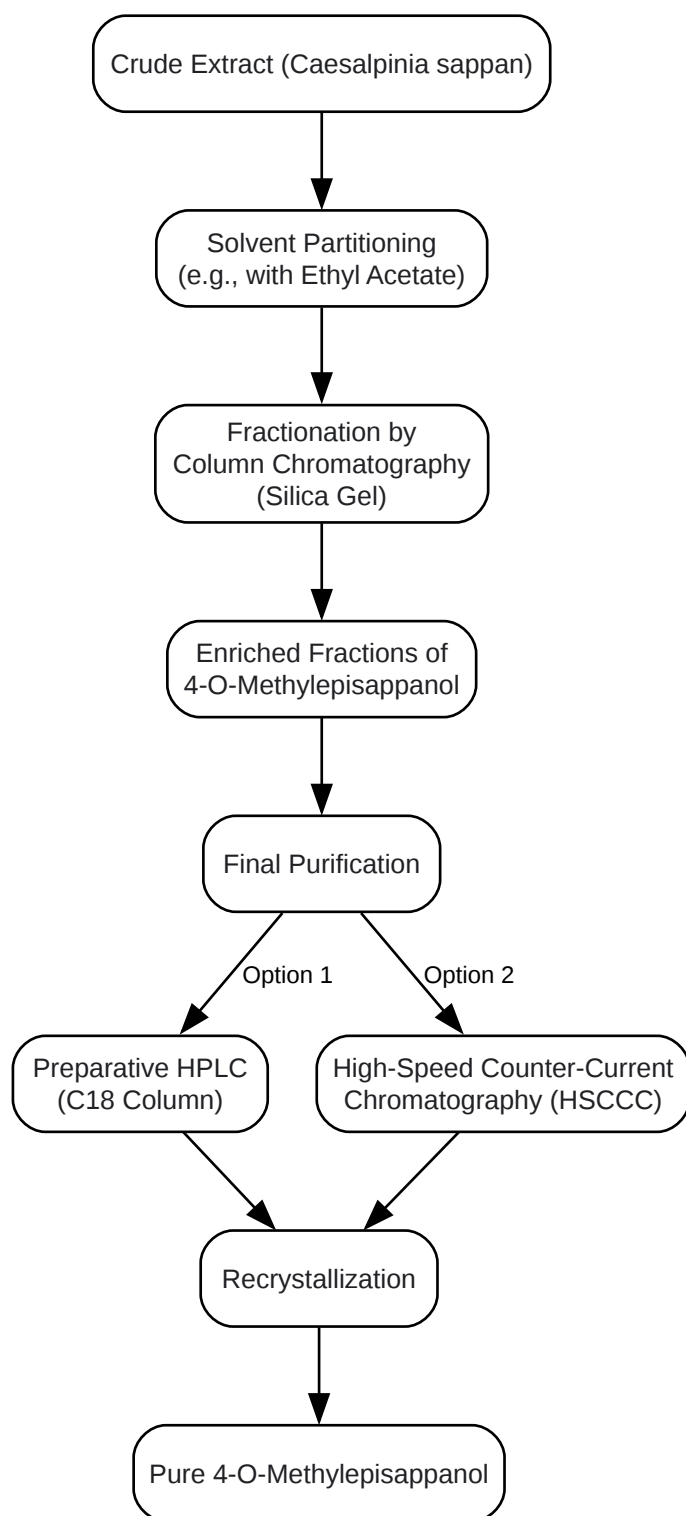 Crude Extract (Caesalpinia sappan)
Solvent Partitioning
(e.g., with Ethyl Acetate)
Fractionation by
Column Chromatography
(Silica Gel)
Enriched Fractions of
4-O-Methylepisappanol
Final Purification
Option 1
Option 2
Preparative HPLC
(C18 Column)
High-Speed Counter-Current
Chromatography (HSCCC)
Recrystallization
Pure 4-O-Methylepisappanol